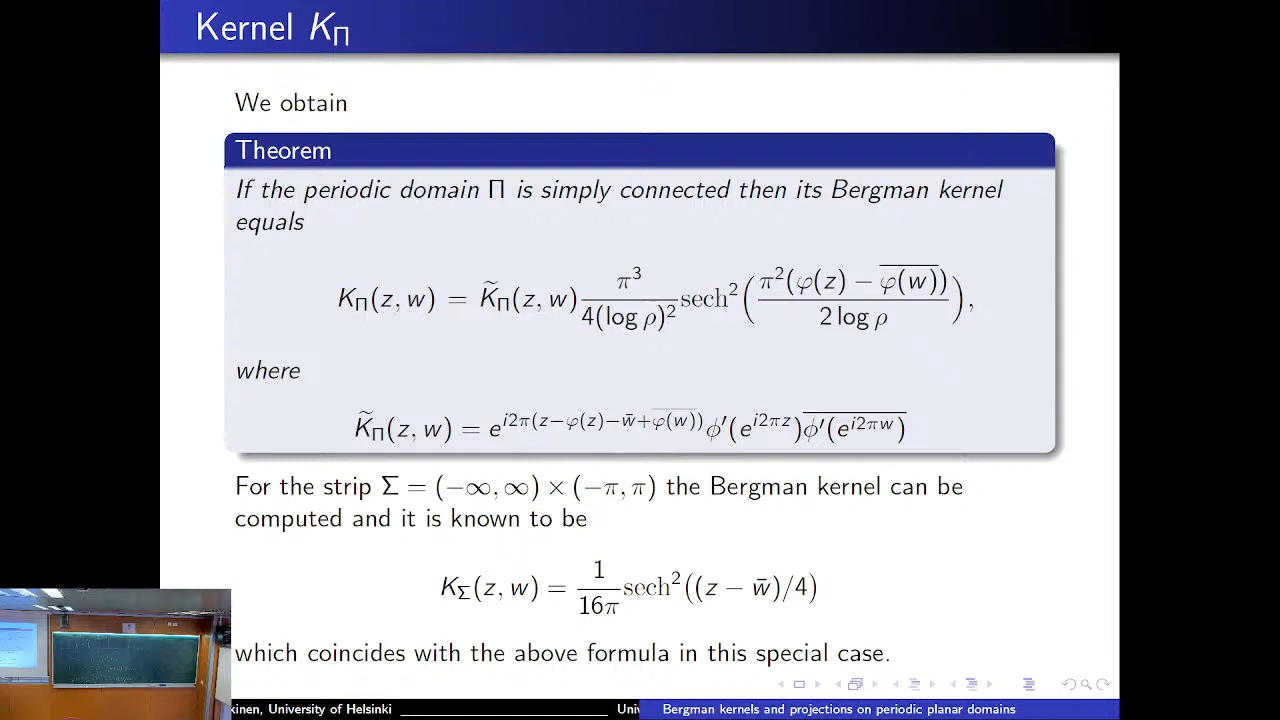 Kernel K_Π
We obtain
Theorem
If the periodic domain Π is simply connected then its Bergman kernel
equals
K_Π(z, w) = K̃_Π(z, w) π³/4(log ρ)² sech²(π²(φ(z) − \overline{φ(w)})/2 log ρ),
where
K̃_Π(z, w) = e^{i2π(z−φ(z)−w̄+\overline{φ(w)})} ϕ′(e^{i2πz}) \overline{ϕ′(e^{i2πw})}
For the strip Σ = (−∞, ∞) × (−π, π) the Bergman kernel can be
computed and it is known to be
K_Σ(z, w) = 1/16π sech²((z − w̄)/4)
which coincides with the above formula in this special case.
kinen, University of Helsinki
Bergman kernels and projections on periodic planar domains